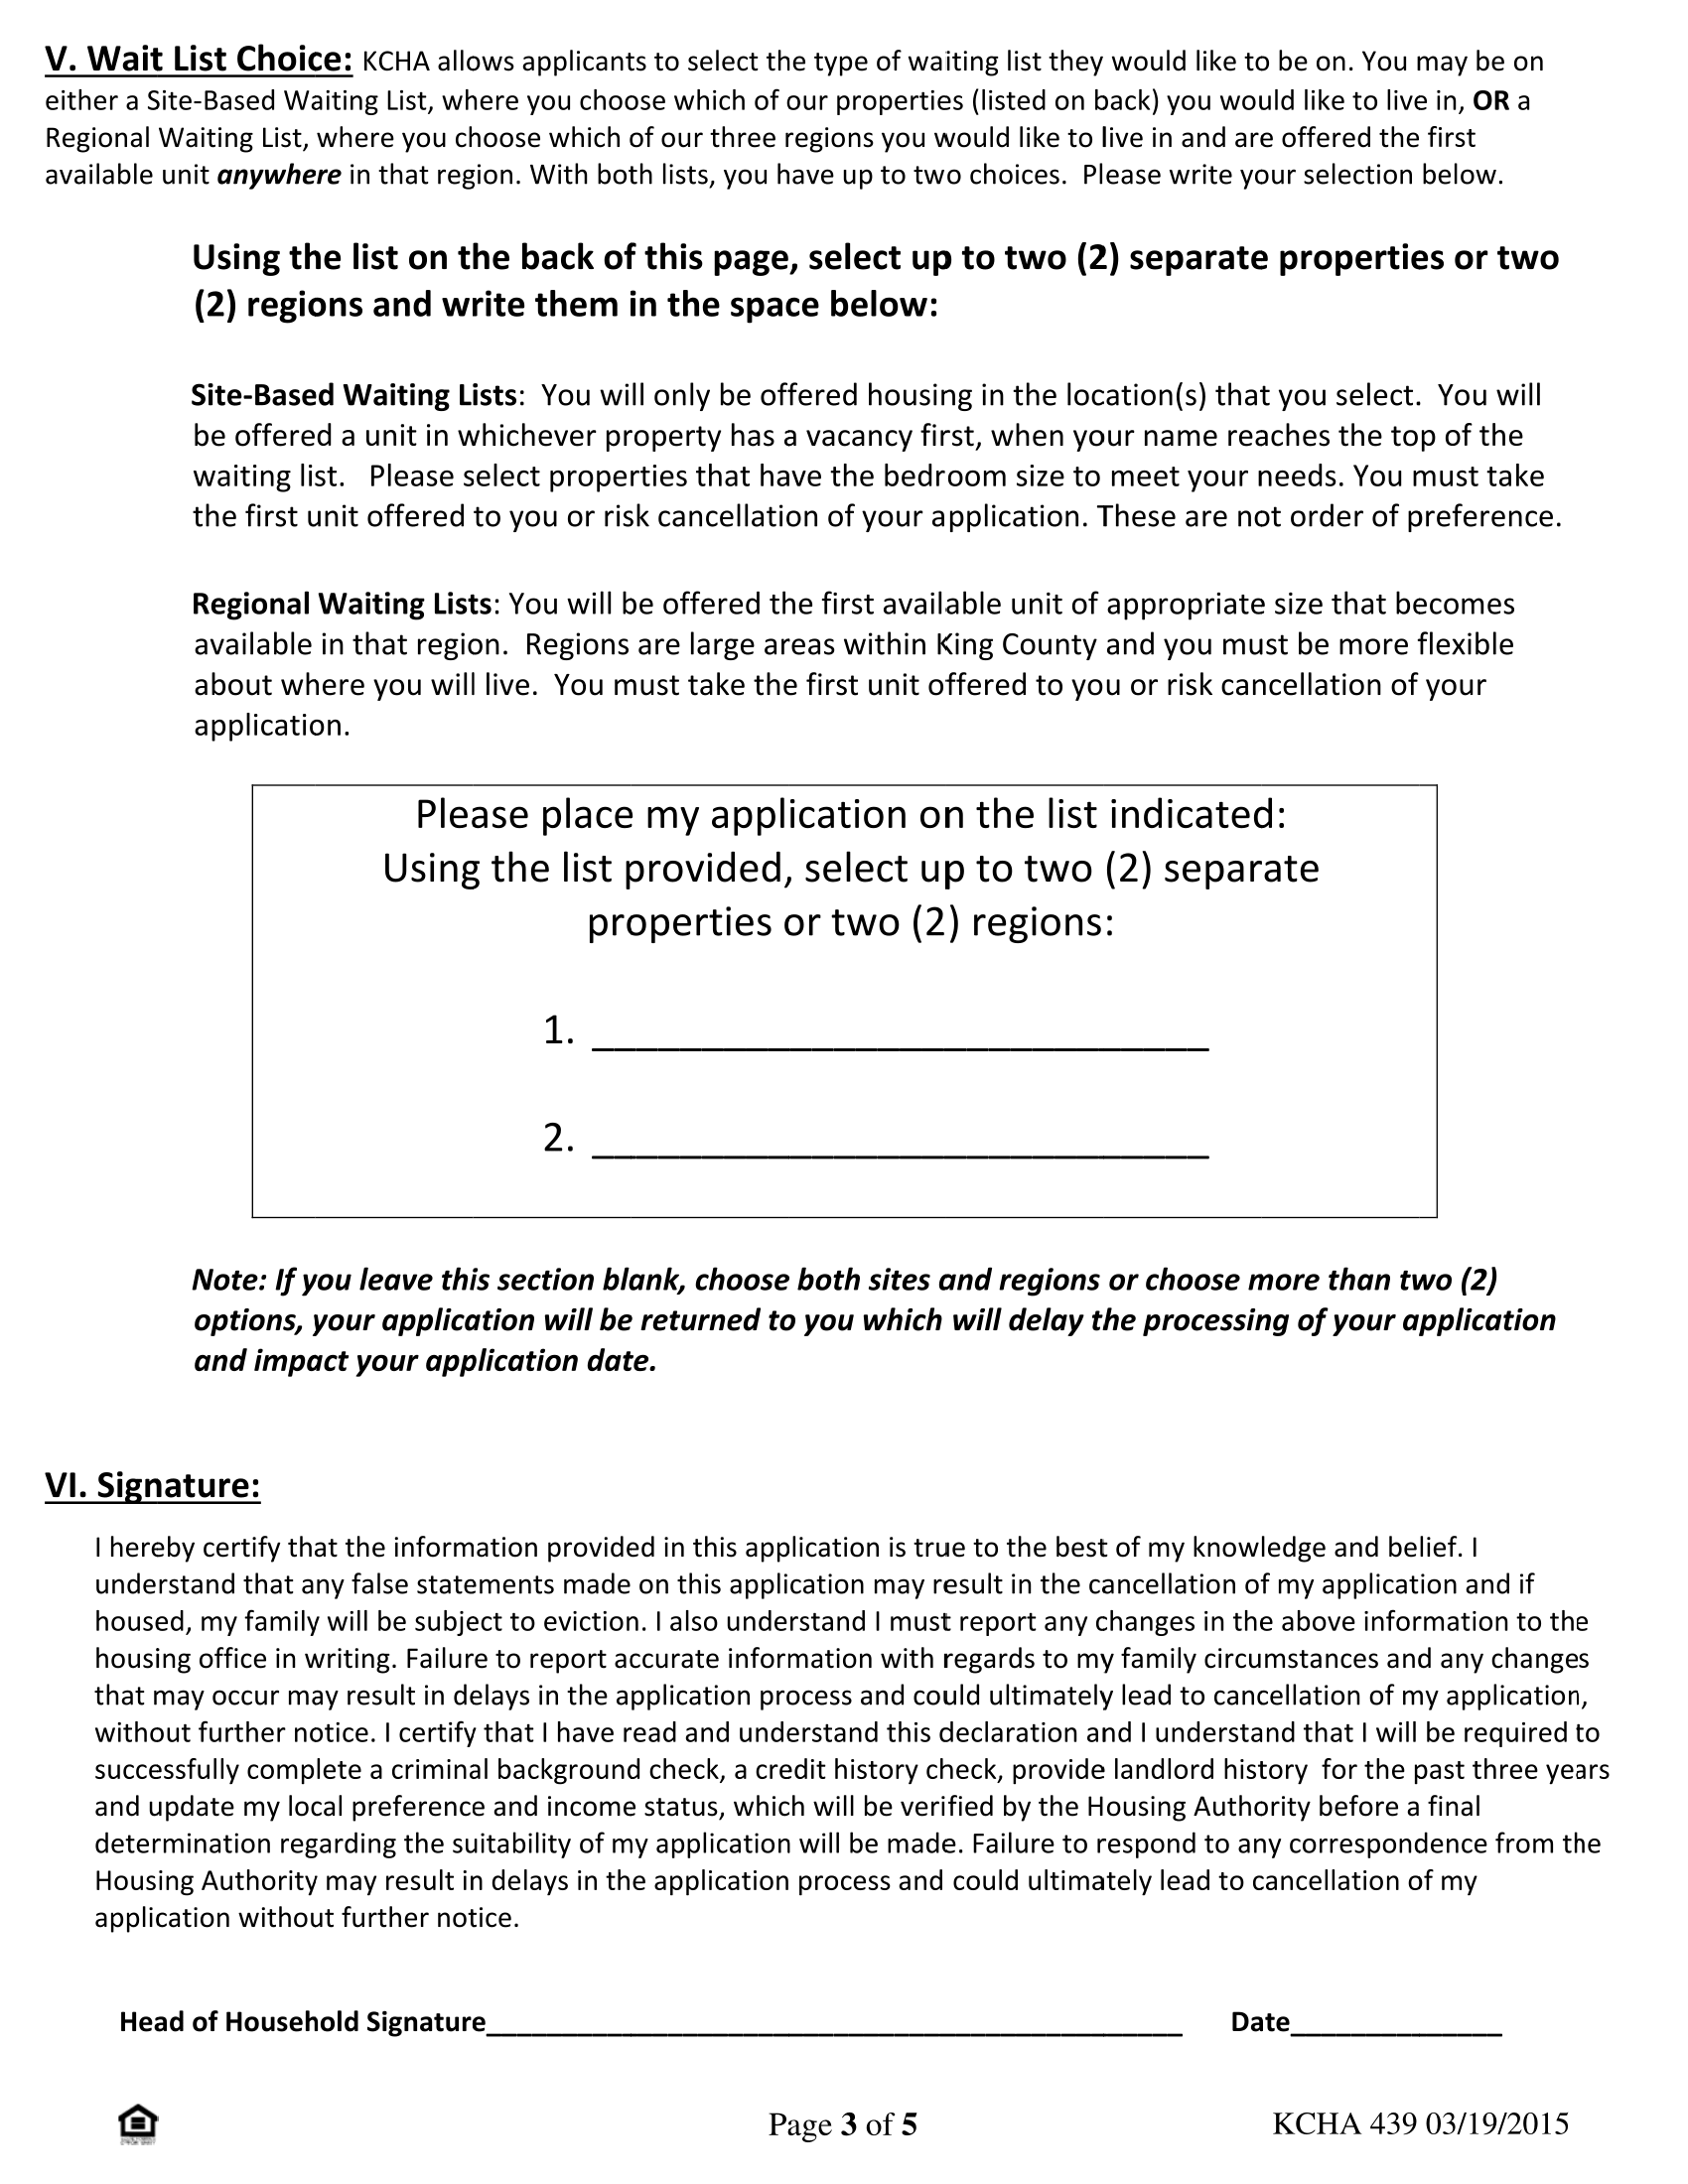 V. Wait List Choice: KCHA allows applicants to select the type of waiting list they would like to be on. You may be on
either a Site-Based Waiting List, where you choose which of our properties (listed on back) you would like to live in, OR a
Regional Waiting List, where you choose which of our three regions you would like to live in and are offered the first
available unit anywhere in that region. With both lists, you have up to two choices.  Please write your selection below.
Using the list on the back of this page, select up to two (2) separate properties or two
(2) regions and write them in the space below:
Site-Based Waiting Lists:  You will only be offered housing in the location(s) that you select.  You will
be offered a unit in whichever property has a vacancy first, when your name reaches the top of the
waiting list.   Please select properties that have the bedroom size to meet your needs. You must take
the first unit offered to you or risk cancellation of your application. These are not order of preference.
Regional Waiting Lists: You will be offered the first available unit of appropriate size that becomes
available in that region.  Regions are large areas within King County and you must be more flexible
about where you will live.  You must take the first unit offered to you or risk cancellation of your
application.
Please place my application on the list indicated:
Using the list provided, select up to two (2) separate
properties or two (2) regions:
1. ____________________________
2. ____________________________
Note: If you leave this section blank, choose both sites and regions or choose more than two (2)
options, your application will be returned to you which will delay the processing of your application
and impact your application date.
VI. Signature:
I hereby certify that the information provided in this application is true to the best of my knowledge and belief. I
understand that any false statements made on this application may result in the cancellation of my application and if
housed, my family will be subject to eviction. I also understand I must report any changes in the above information to the
housing office in writing. Failure to report accurate information with regards to my family circumstances and any changes
that may occur may result in delays in the application process and could ultimately lead to cancellation of my application,
without further notice. I certify that I have read and understand this declaration and I understand that I will be required to
successfully complete a criminal background check, a credit history check, provide landlord history  for the past three years
and update my local preference and income status, which will be verified by the Housing Authority before a final
determination regarding the suitability of my application will be made. Failure to respond to any correspondence from the
Housing Authority may result in delays in the application process and could ultimately lead to cancellation of my
application without further notice.
Head of Household Signature______________________________________________ Date______________
Page 3 of 5 KCHA 439 03/19/2015